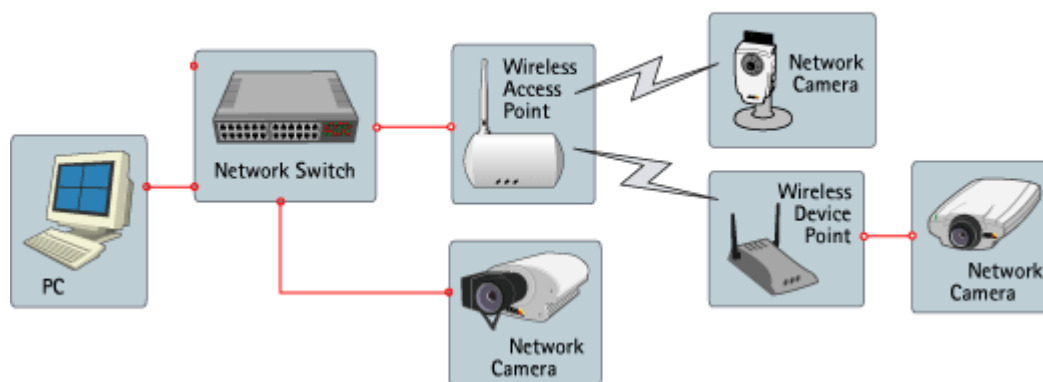 PC
Network Switch
Wireless
Access
Point
Network
Camera
Wireless
Device
Point
Network
Camera
Network
Camera